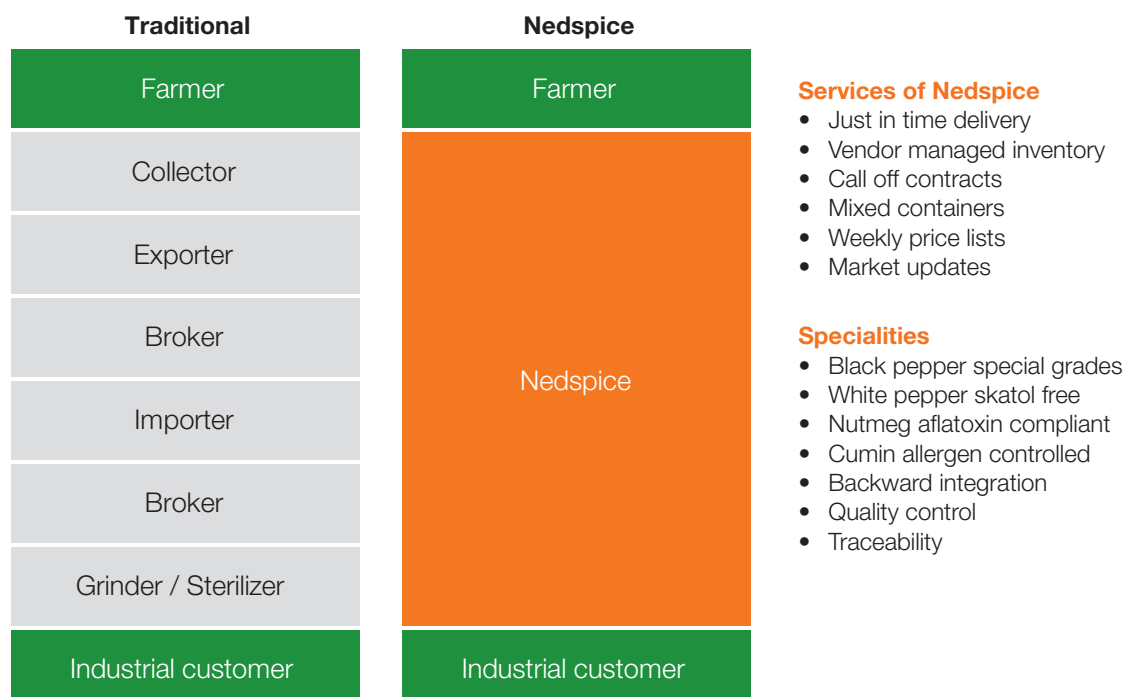 Traditional
Farmer
Collector
Exporter
Broker
Importer
Broker
Grinder / Sterilizer
Industrial customer
Nedspice
Farmer
Nedspice
Industrial customer
Services of Nedspice
• Just in time delivery
• Vendor managed inventory
• Call off contracts
• Mixed containers
• Weekly price lists
• Market updates
Specialities
• Black pepper special grades
• White pepper skatol free
• Nutmeg aflatoxin compliant
• Cumin allergen controlled
• Backward integration
• Quality control
• Traceability